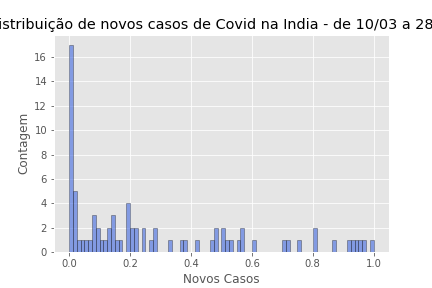 istribuição de novos casos de Covid na India - de 10/03 a 28
16
14
12
10
8
6
4
2
0
Contagem
0.0 0.2 0.4 0.6 0.8 1.0
Novos Casos